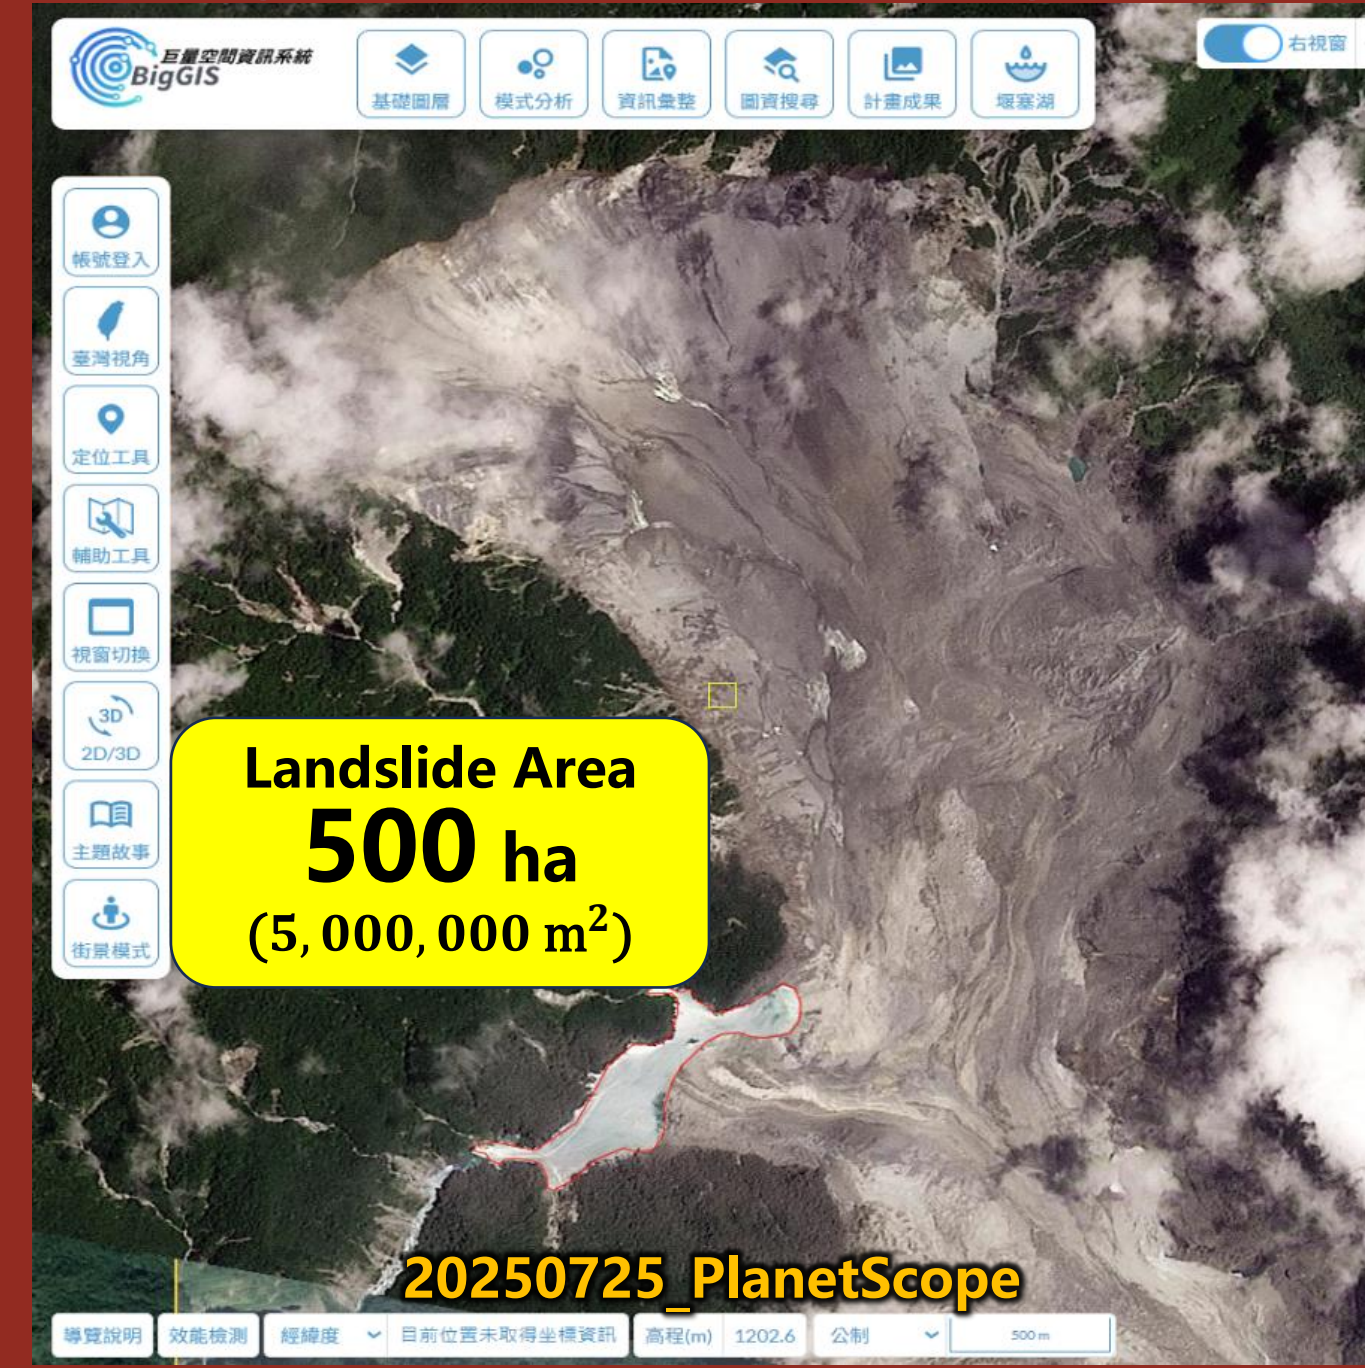 巨量空間資訊系統
BigGIS
基礎圖層
模式分析
資訊彙整
圖資搜尋
計畫成果
堰塞湖
右視窗
帳號登入
臺灣視角
定位工具
輔助工具
視窗切換
3D
2D/3D
主題故事
街景模式
Landslide Area
500 ha
(5,000,000 m²)
20250725_PlanetScope
導覽說明 效能檢測 經緯度 目前位置未取得坐標資訊 高程(m) 1202.6 公制 500 m